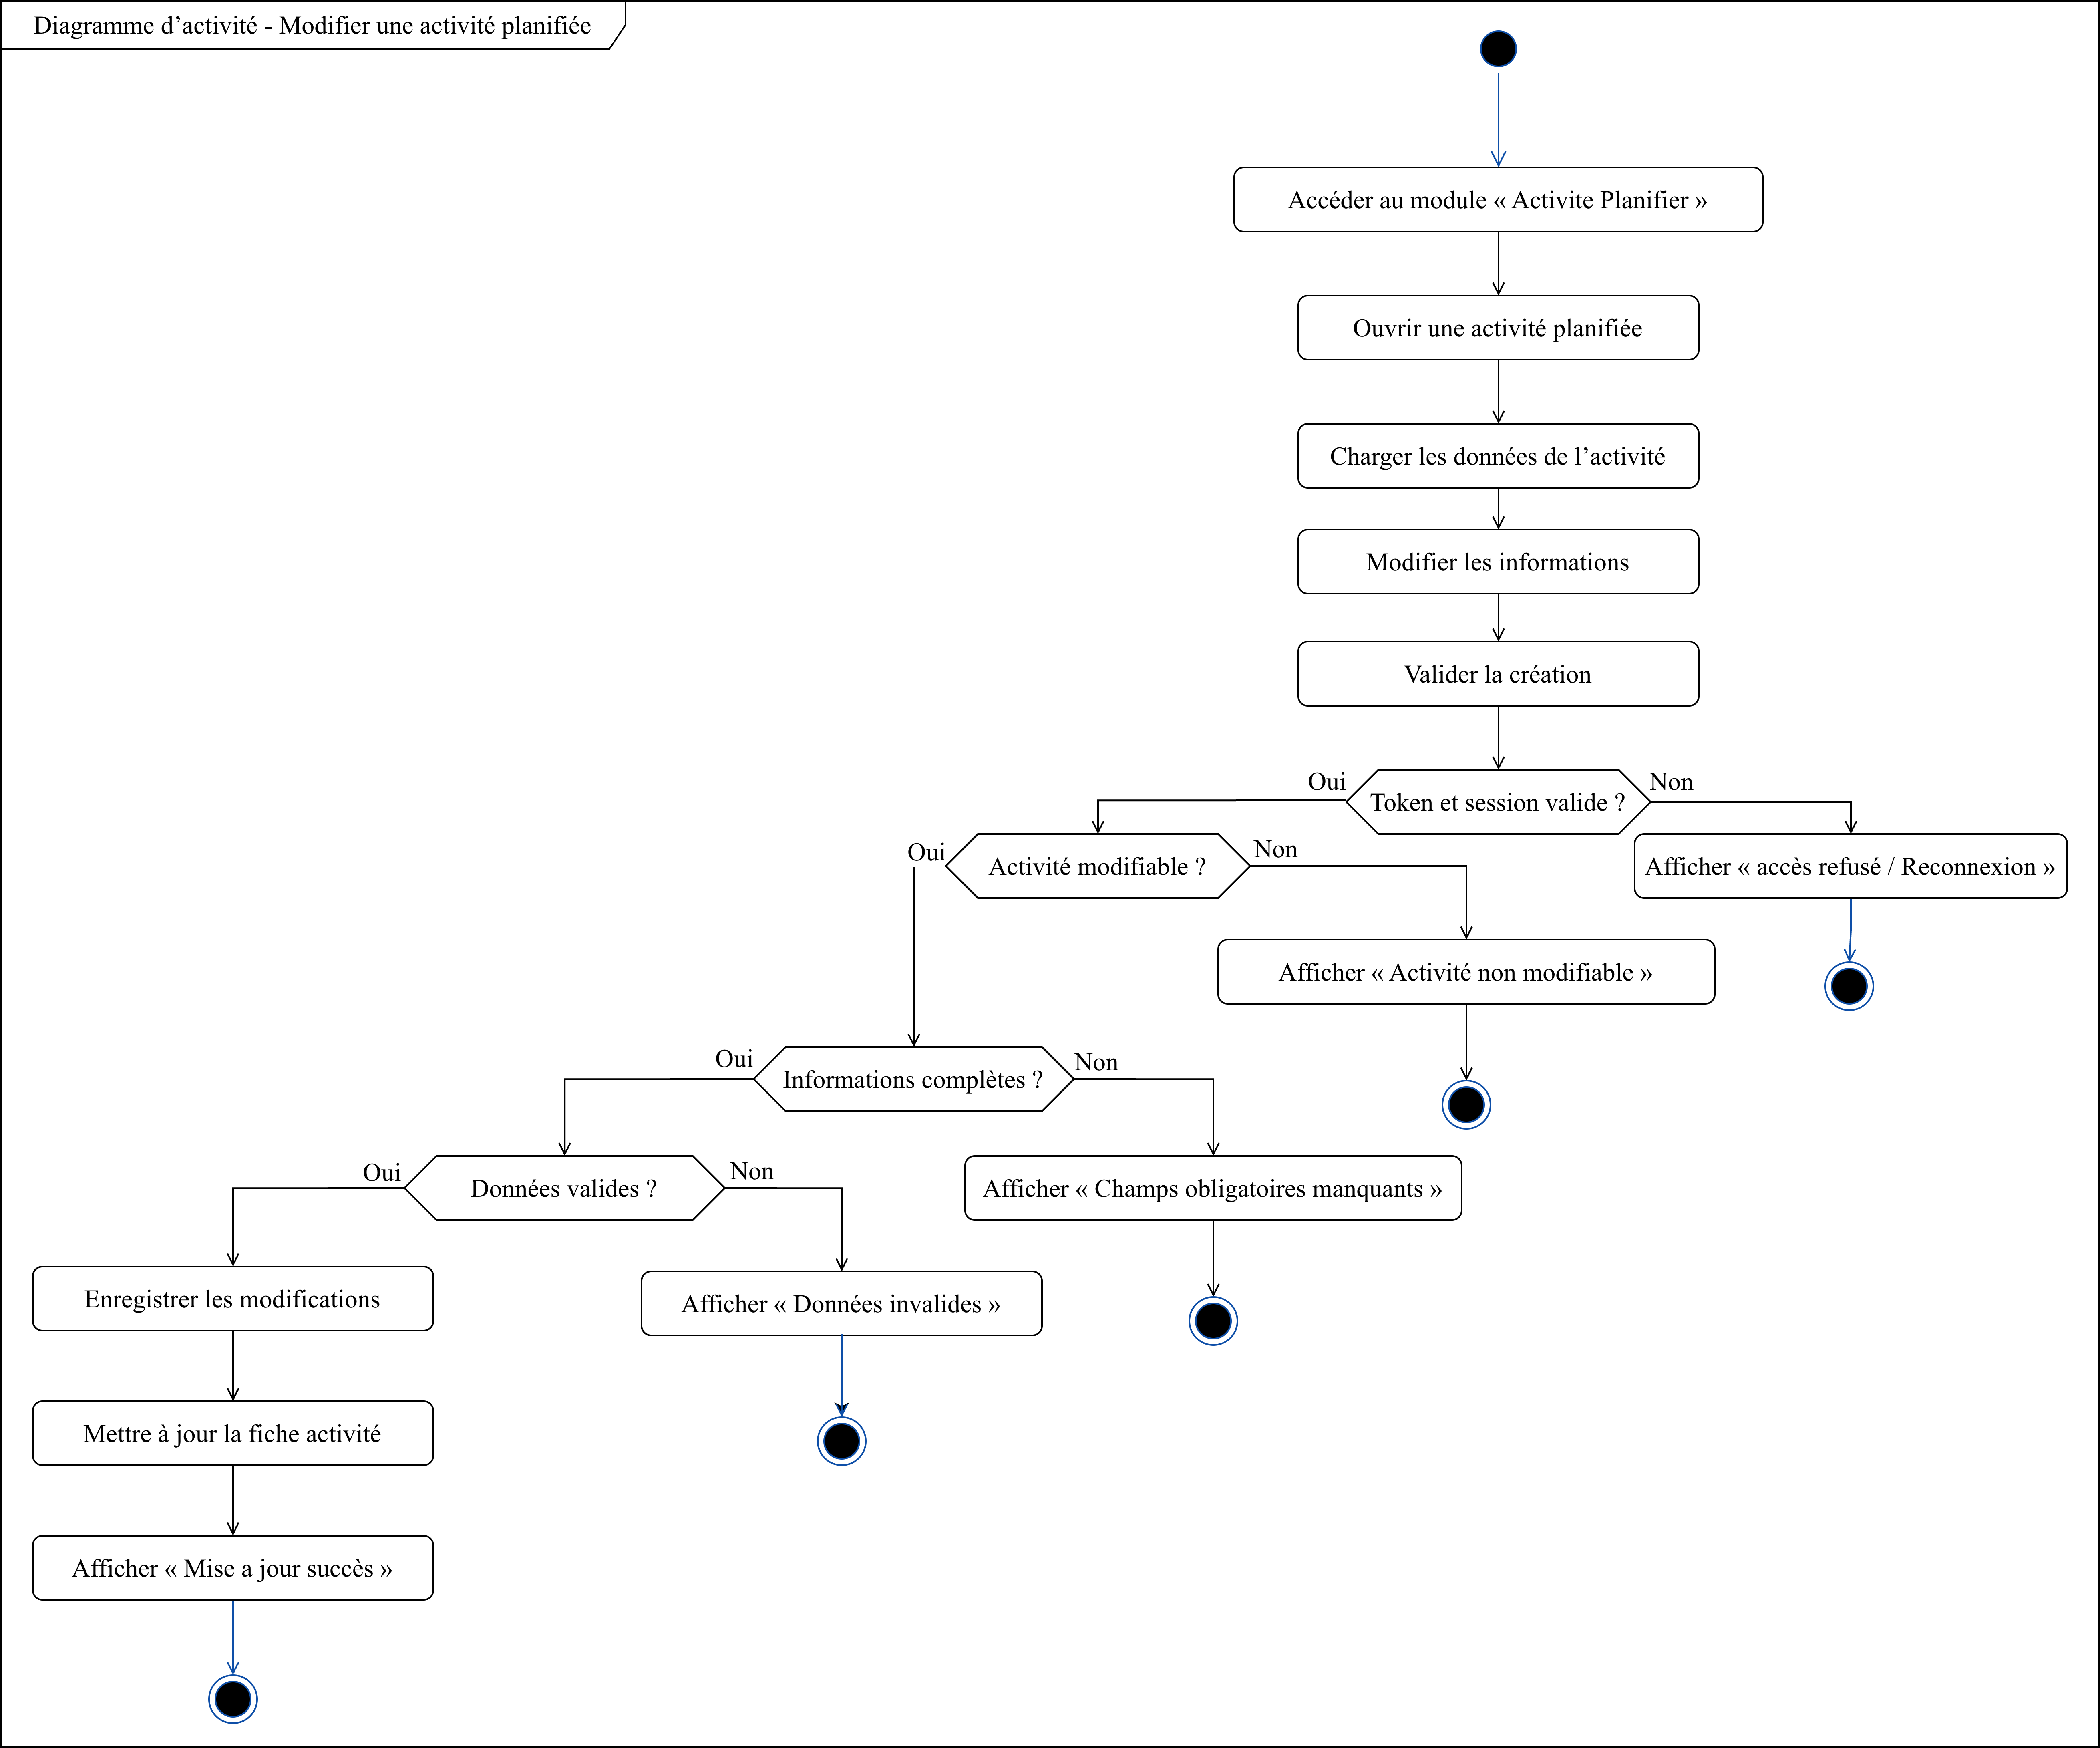 Diagramme d’activité - Modifier une activité planifiée
Accéder au module « Activite Planifier »
Ouvrir une activité planifiée
Charger les données de l’activité
Modifier les informations
Valider la création
Oui
Token et session valide ?
Non
Oui
Activité modifiable ?
Non
Afficher « accès refusé / Reconnexion »
Afficher « Activité non modifiable »
Oui
Informations complètes ?
Non
Oui
Données valides ?
Non
Afficher « Champs obligatoires manquants »
Enregistrer les modifications
Afficher « Données invalides »
Mettre à jour la fiche activité
Afficher « Mise a jour succès »